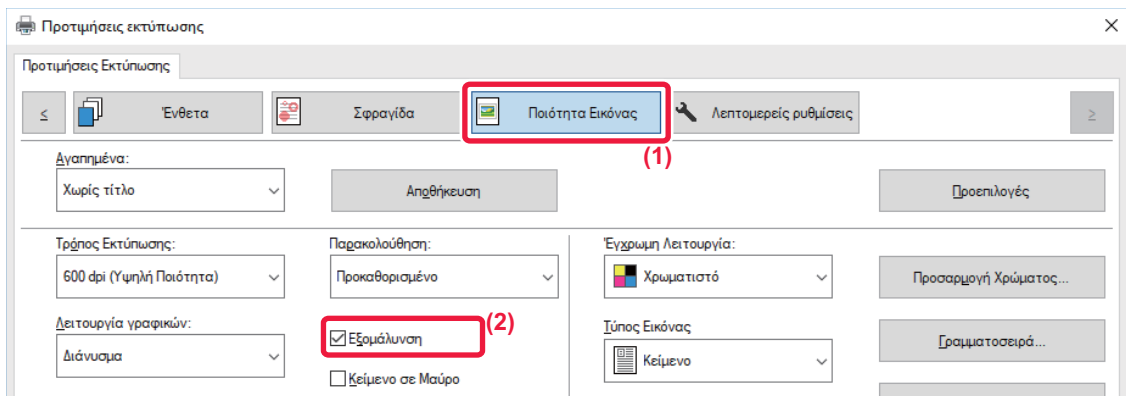 Προτιμήσεις εκτύπωσης
Προτιμήσεις Εκτύπωσης
< Ένθετα Σφραγίδα Ποιότητα Εικόνας Λεπτομερείς ρυθμίσεις >
(1)
Αγαπημένα:
Χωρίς τίτλο Αποθήκευση Προεπιλογές
Τρόπος Εκτύπωσης: Παρακολούθηση: Έγχρωμη Λειτουργία:
600 dpi (Υψηλή Ποιότητα) Προκαθορισμένο Χρωματιστό Προσαρμογή Χρώματος...
Λειτουργία γραφικών: (2) Τύπος Εικόνας
Διάνυσμα Εξομάλυνση Κείμενο Γραμματοσειρά...
Κείμενο σε Μαύρο